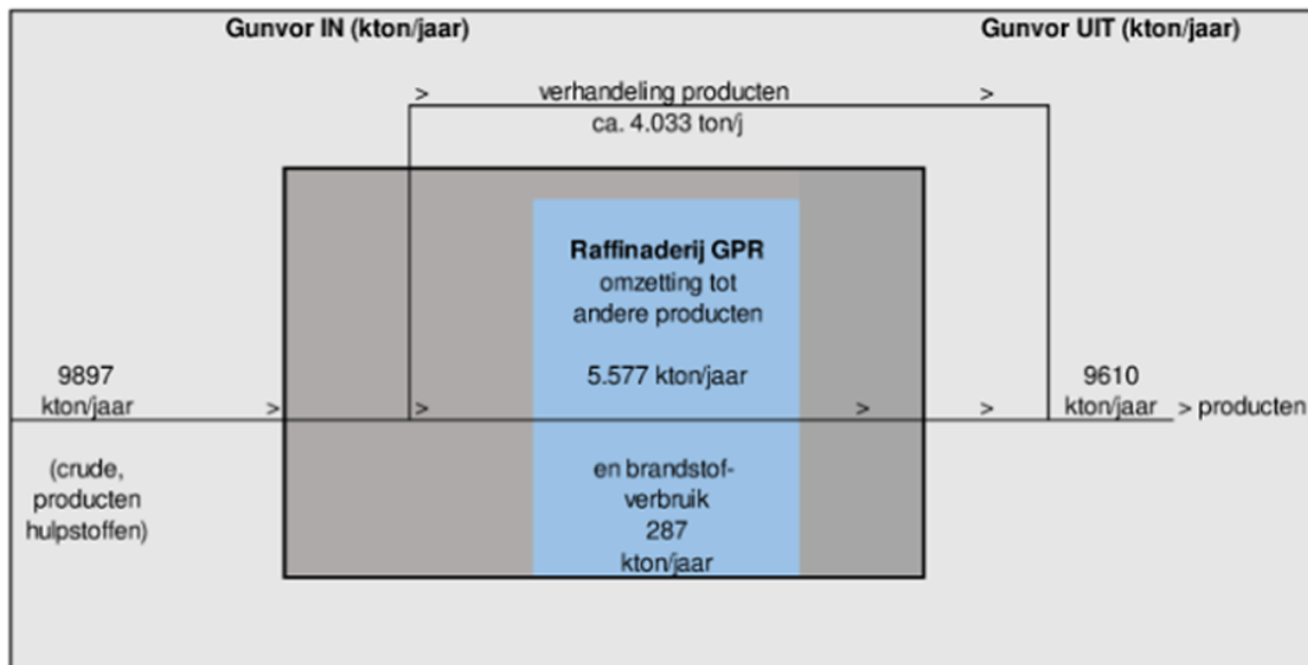 Gunvor IN (kton/jaar)
Gunvor UIT (kton/jaar)
> verhandeling producten >
ca. 4.033 ton/j
Raffinaderij GPR
omzetting tot
andere producten
9897
kton/jaar
>
>
5.577 kton/jaar
>
>
9610
kton/jaar
> producten
(crude,
producten
hulpstoffen)
en brandstof-
verbruik
287
kton/jaar